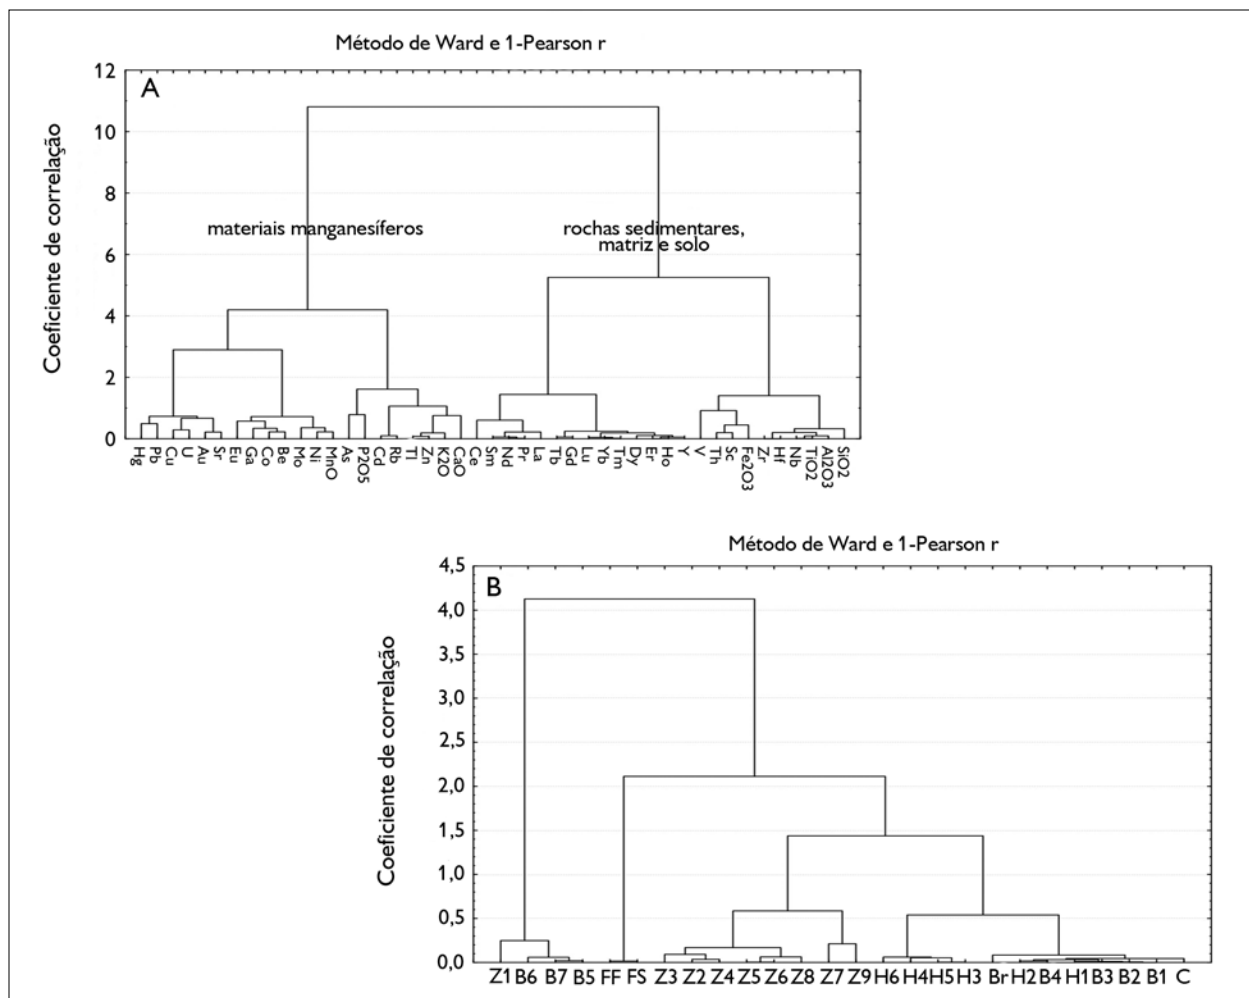 Método de Ward e 1-Pearson r
A
Coeficiente de correlação
12
10
8
6
4
2
0
materiais manganesíferos
rochas sedimentares,
matriz e solo
Hg Pb Cu U Au Sr Eu Ga Co Be Mo Ni MnO As P2O5 Cd Rb Tl Zn K2O CaO Ce Sm Nd Pr La Tb Gd Lu Yb Tm Dy Er Ho Y V Th Sc Fe2O3 Zr Hf Nb TiO2 Al2O3 SiO2
Método de Ward e 1-Pearson r
B
Coeficiente de correlação
4,5
4,0
3,5
3,0
2,5
2,0
1,5
1,0
0,5
0,0
Z1 B6 B7 B5 FF FS Z3 Z2 Z4 Z5 Z6 Z8 Z7 Z9 H6 H4 H5 H3 Br H2 B4 H1 B3 B2 B1 C